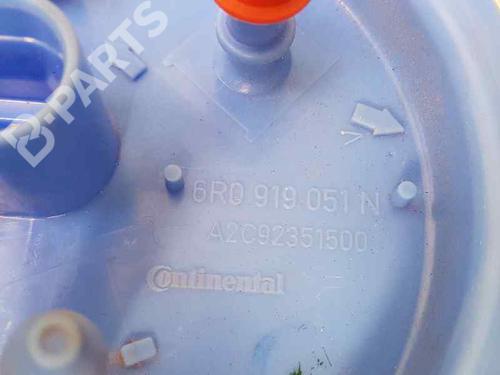 B-PARTS
6R0 919 051 N
A2C92351500
Continental